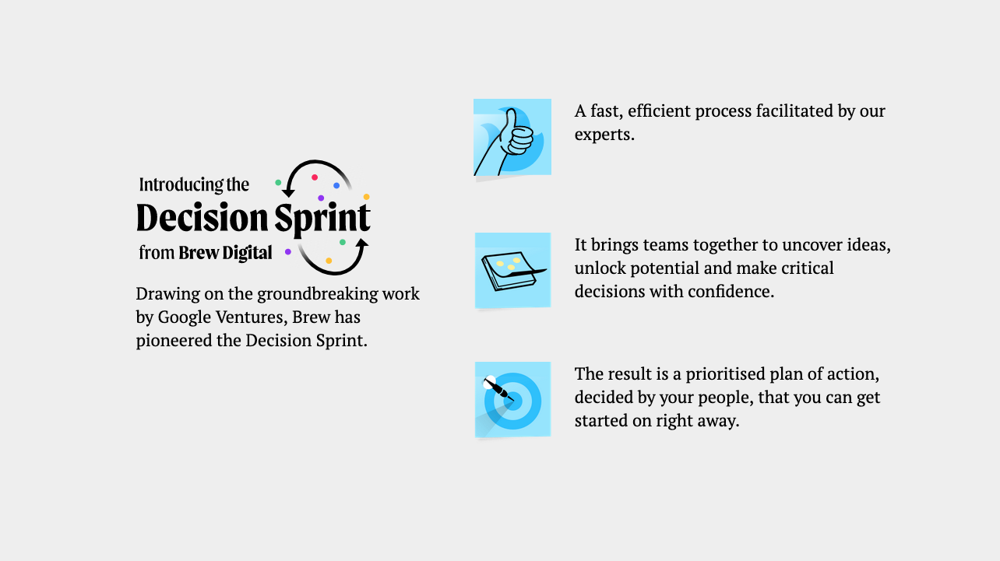 Introducing the
Decision Sprint
from Brew Digital
Drawing on the groundbreaking work
by Google Ventures, Brew has
pioneered the Decision Sprint.
A fast, efficient process facilitated by our
experts.
It brings teams together to uncover ideas,
unlock potential and make critical
decisions with confidence.
The result is a prioritised plan of action,
decided by your people, that you can get
started on right away.